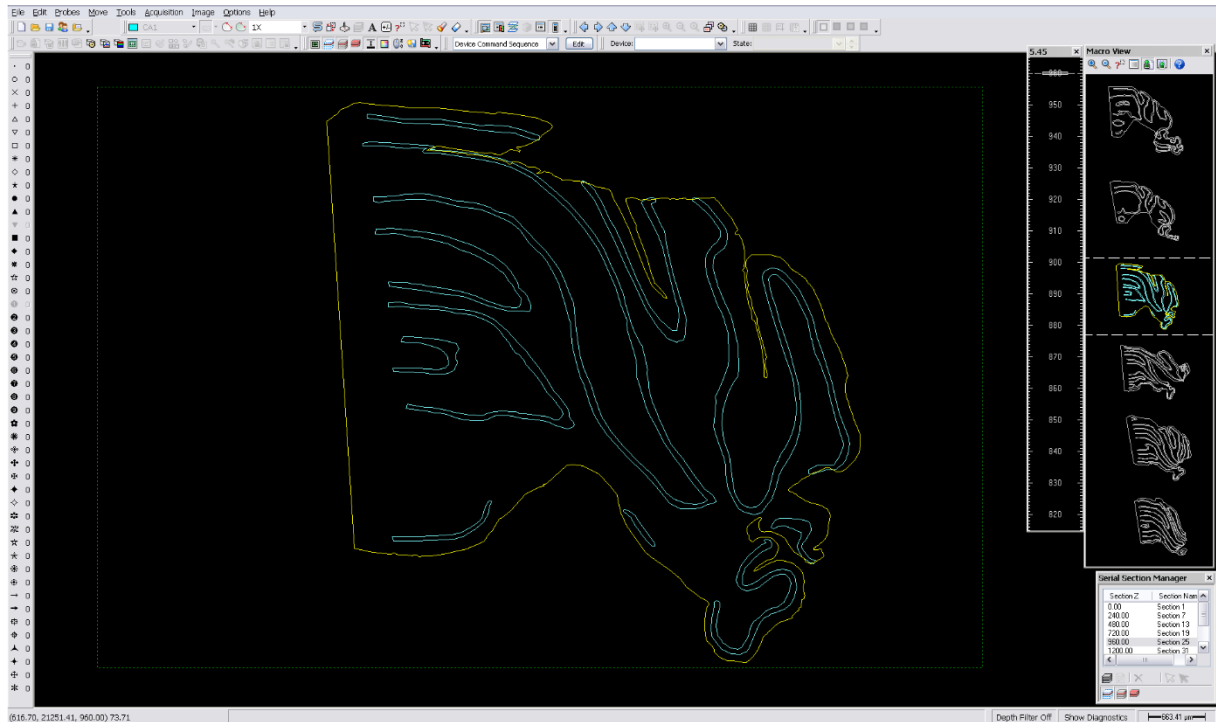 File Edit Probes Move Tools Acquisition Image Options Help
CA1
1X
Device Command Sequence Edit Device: State:
5.45
Macro View
960
950
940
930
920
910
900
890
880
870
860
850
840
830
820
Serial Section Manager
Section Z Section Nam
0.00 Section 1
240.00 Section 7
480.00 Section 13
720.00 Section 19
960.00 Section 25
1200.00 Section 31
(616.70, 21251.41, 960.00) 73.71
Depth Filter Off Show Diagnostics 663.41 µm